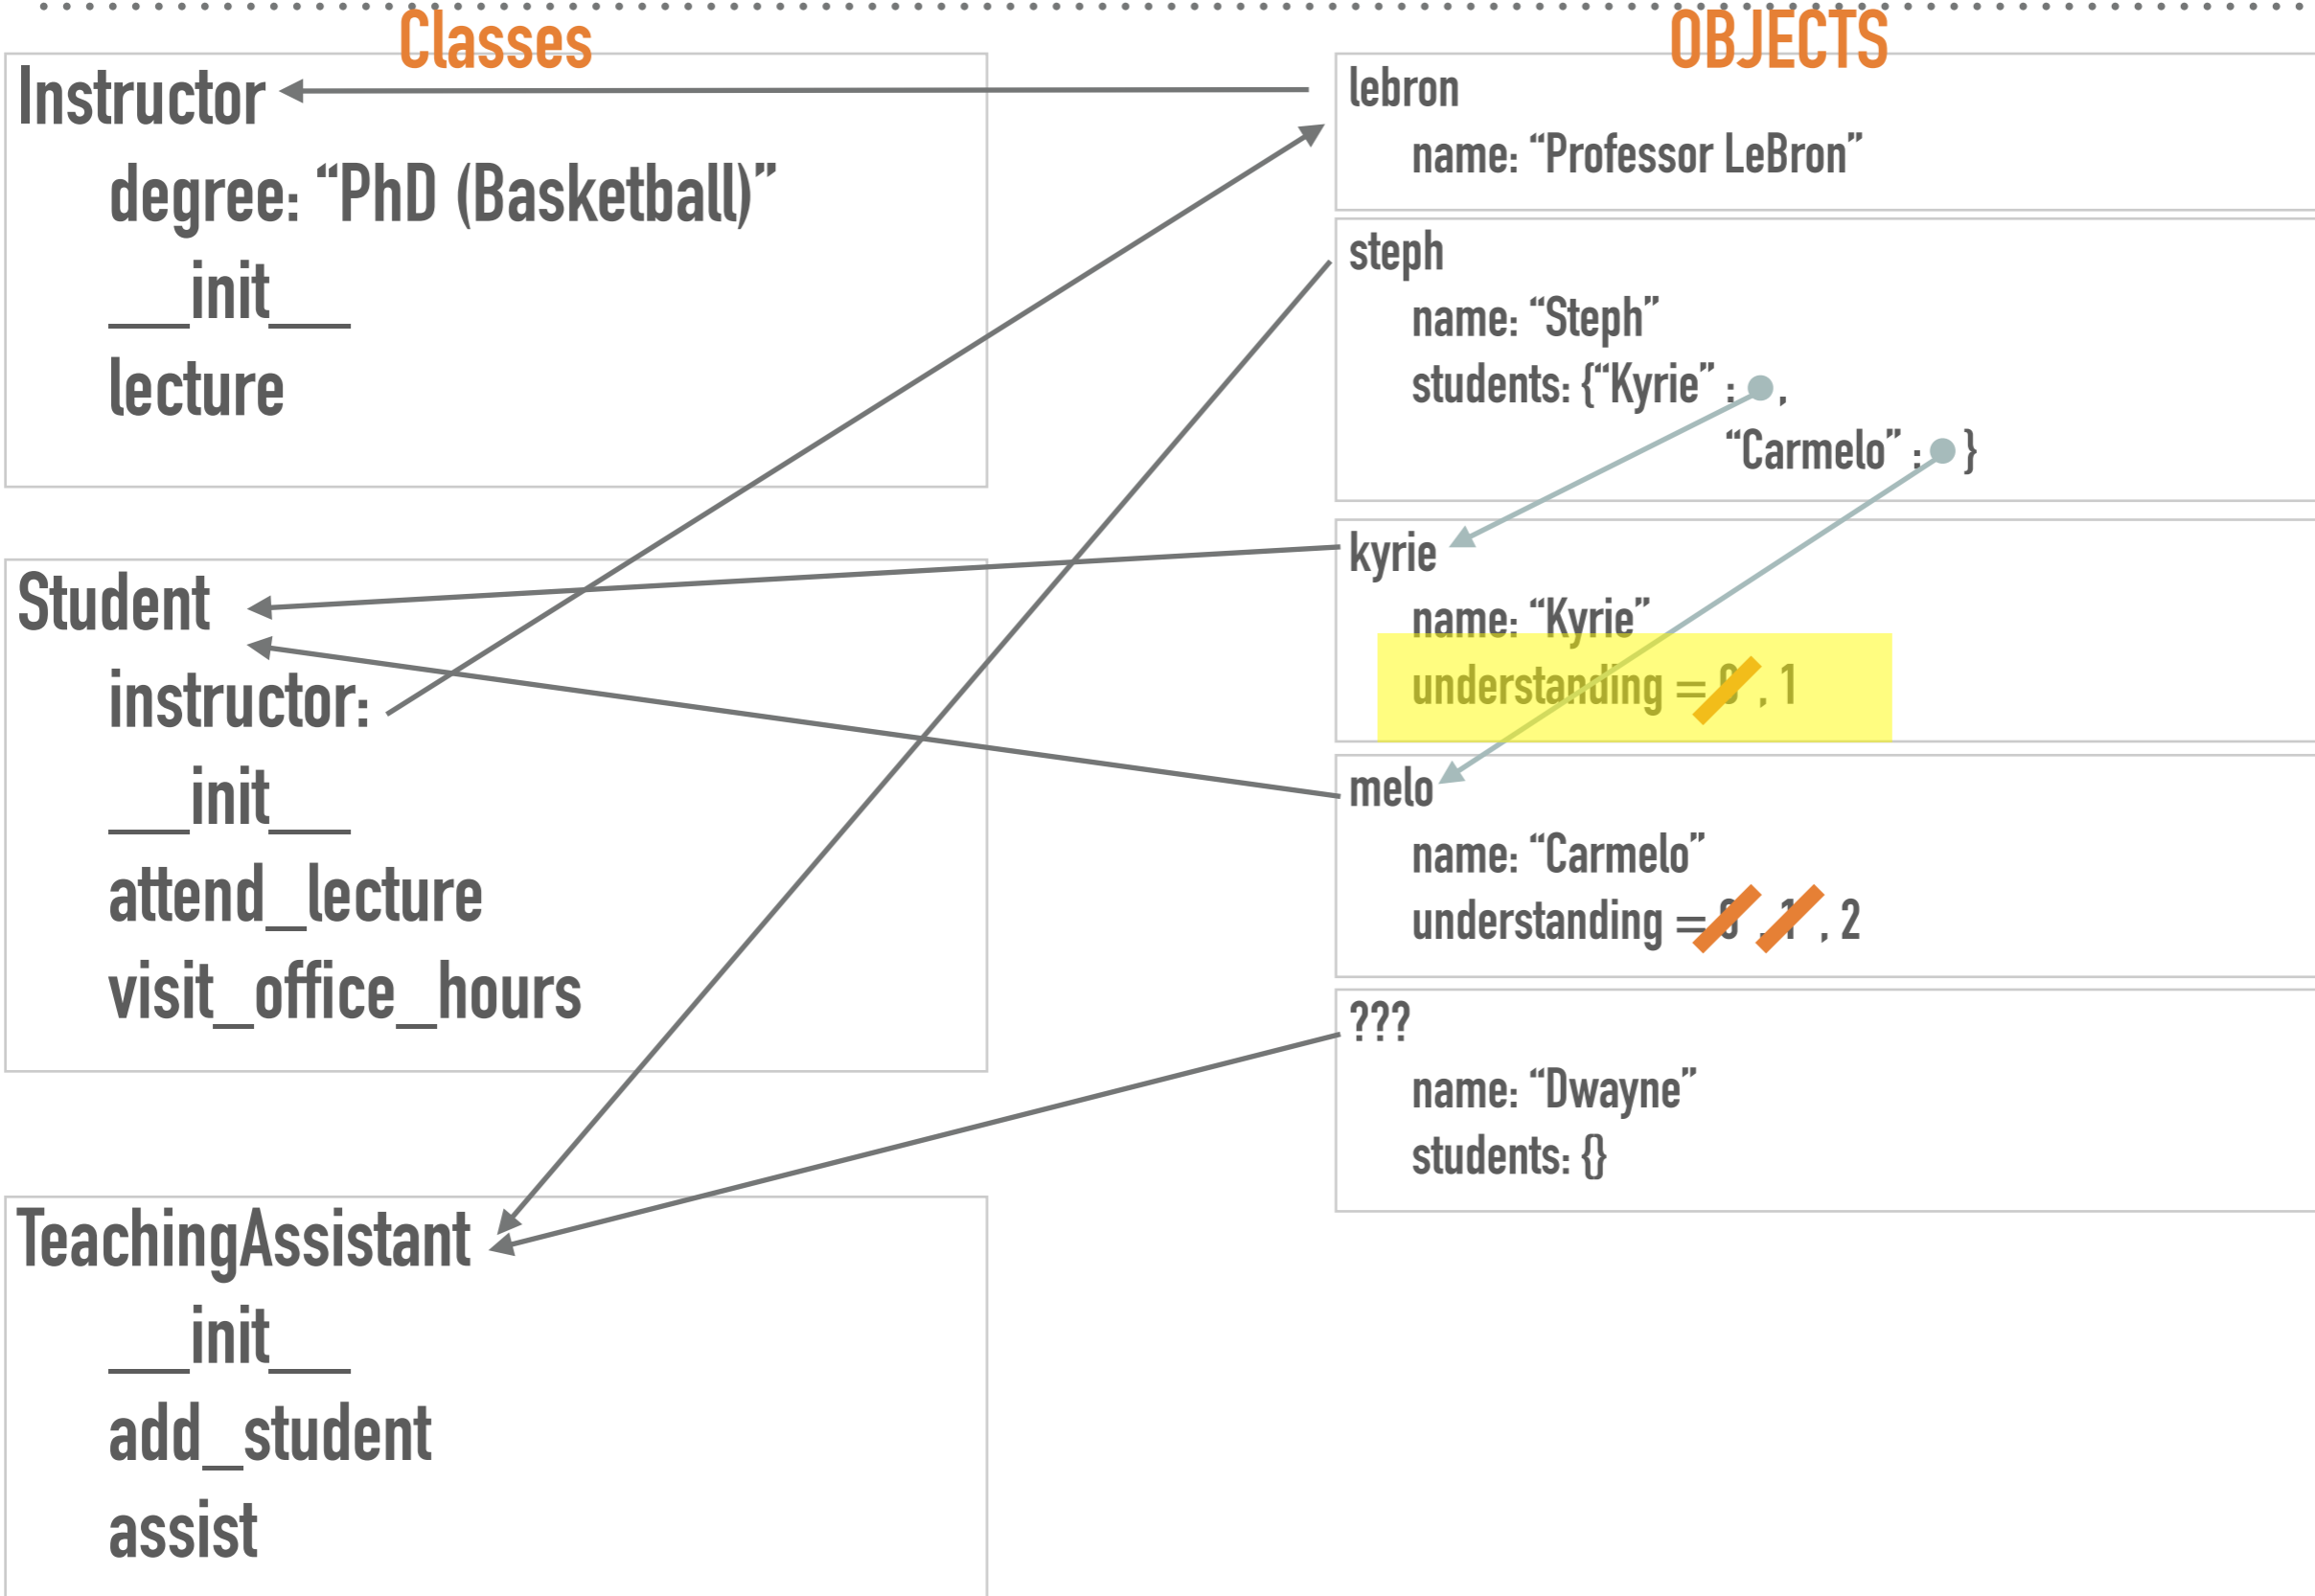 Classes
Instructor
degree: “PhD (Basketball)”
__init__
lecture
Student
instructor:
__init__
attend_lecture
visit_office_hours
TeachingAssistant
__init__
add_student
assist
OBJECTS
lebron
name: “Professor LeBron”
steph
name: “Steph”
students: {“Kyrie” : ,
“Carmelo” : }
kyrie
name: “Kyrie”
understanding = 0 , 1
melo
name: “Carmelo”
understanding = 0 , 1 , 2
???
name: “Dwayne”
students: {}